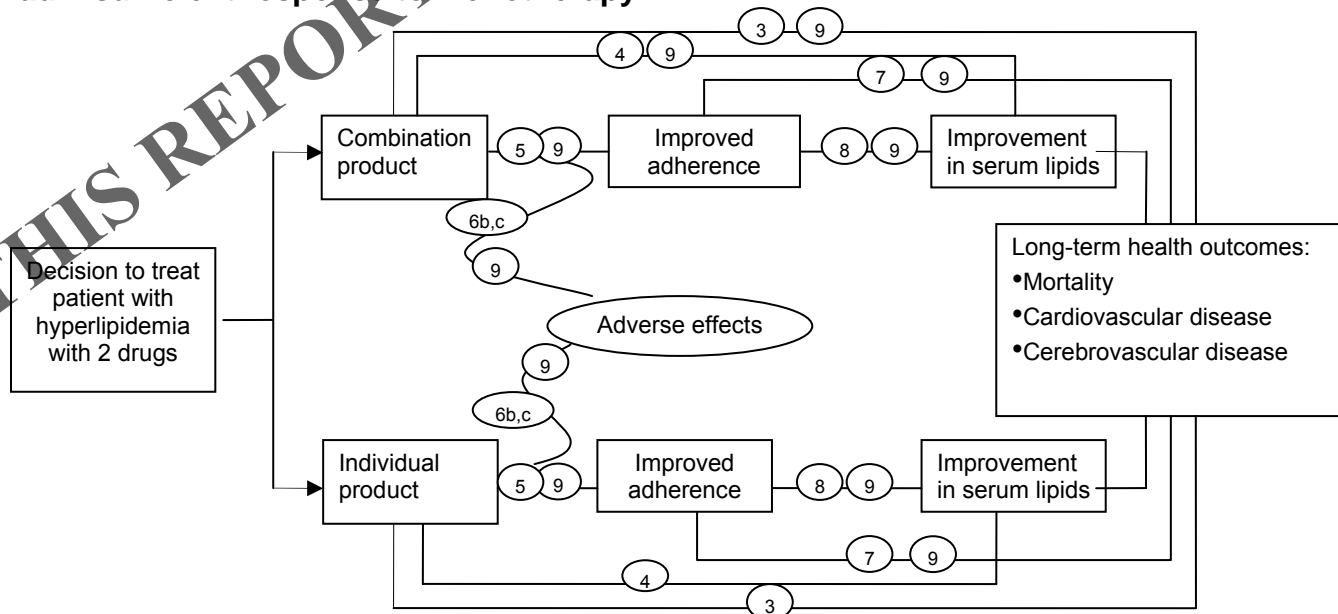 THIS REPORT
3 9
4 9
7 9
Combination
product
5 9
Improved
adherence
8 9
Improvement
in serum lipids
6b,c
9
Decision to treat
patient with
hyperlipidemia
with 2 drugs
Adverse effects
Long-term health outcomes:
•Mortality
•Cardiovascular disease
•Cerebrovascular disease
9
6b,c
Individual
product
5 9
Improved
adherence
8 9
Improvement
in serum lipids
7 9
4
3